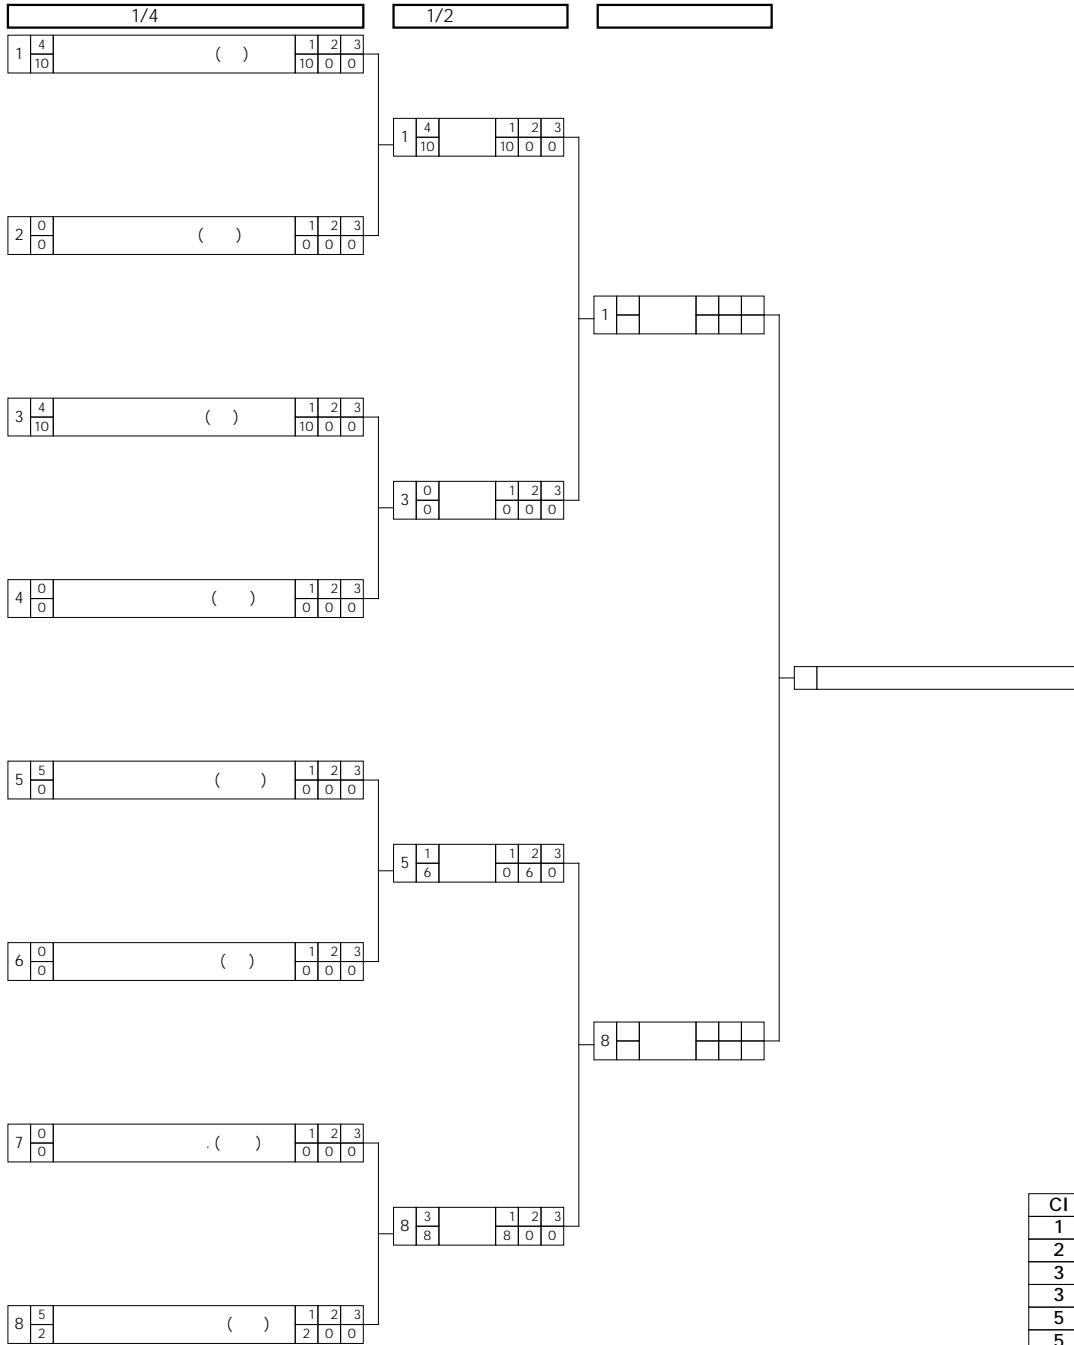 1/4
1/2
1 4 ( ) 1 2 3
10 10 0 0
1 4 1 2 3
10 10 0 0
2 0 ( ) 1 2 3
0 0 0 0
1
3 4 ( ) 1 2 3
10 10 0 0
3 0 1 2 3
0 0 0 0
4 0 ( ) 1 2 3
0 0 0 0
5 5 ( ) 1 2 3
0 0 0 0
5 1 1 2 3
6 0 6 0
6 0 ( ) 1 2 3
0 0 0 0
8
7 0 . ( ) 1 2 3
0 0 0 0
8 3 1 2 3
8 8 0 0
8 5 ( ) 1 2 3
2 2 0 0
Cl
1
2
3
3
5
5